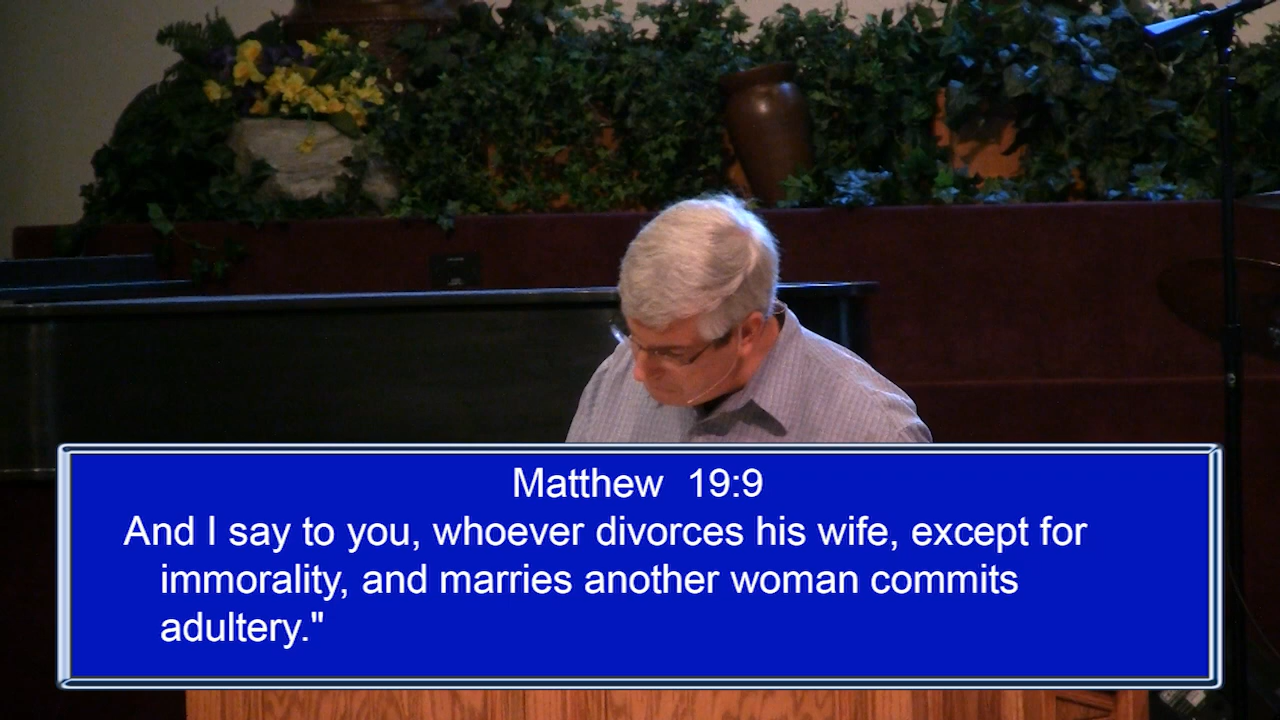 Matthew  19:9
And I say to you, whoever divorces his wife, except for
immorality, and marries another woman commits
adultery."